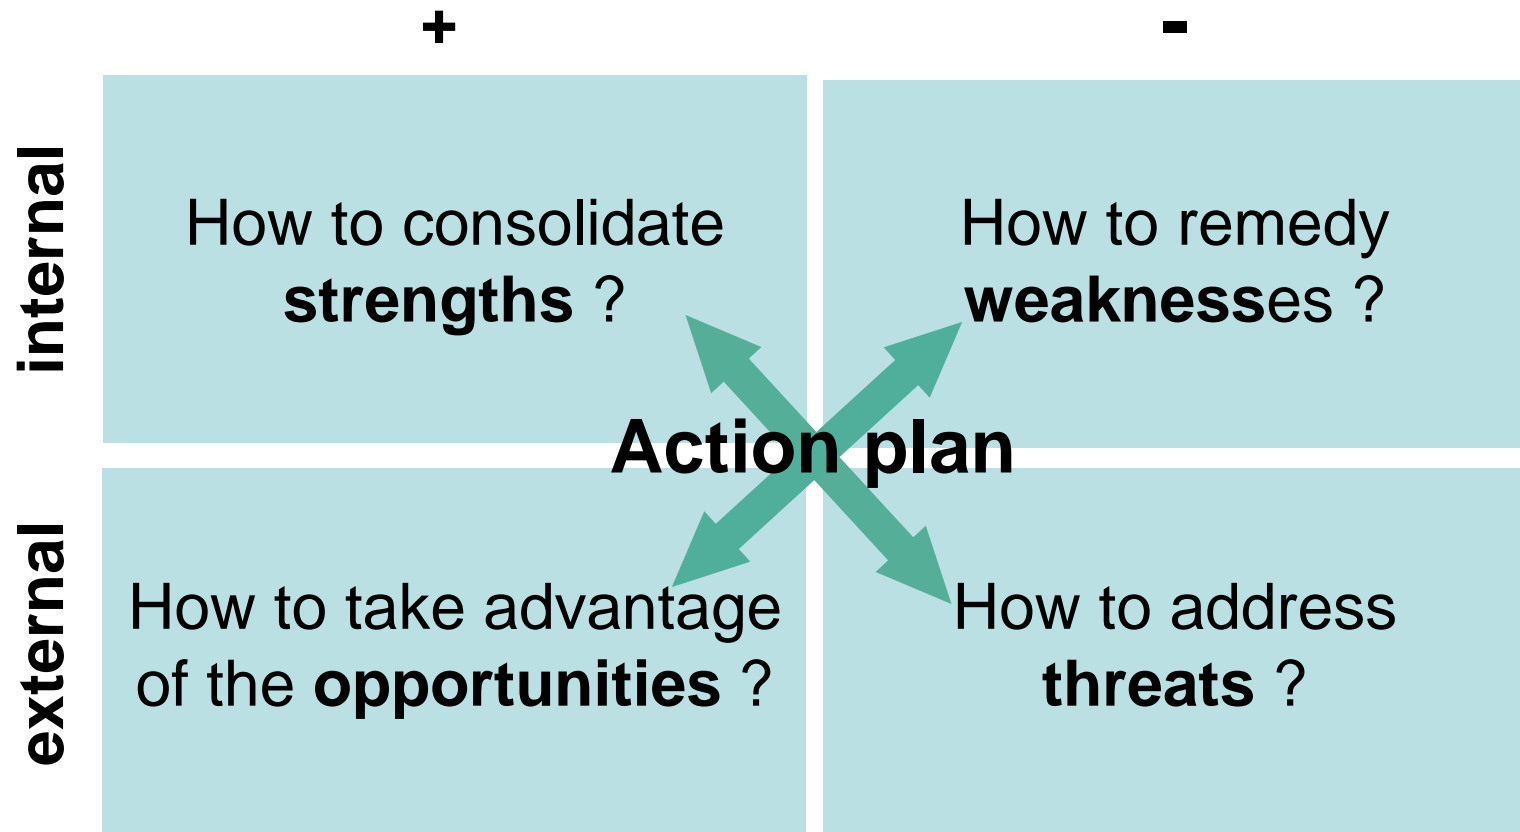 +
-
internal
How to consolidate
strengths ?
How to remedy
weaknesses ?
Action plan
external
How to take advantage
of the opportunities ?
How to address
threats ?